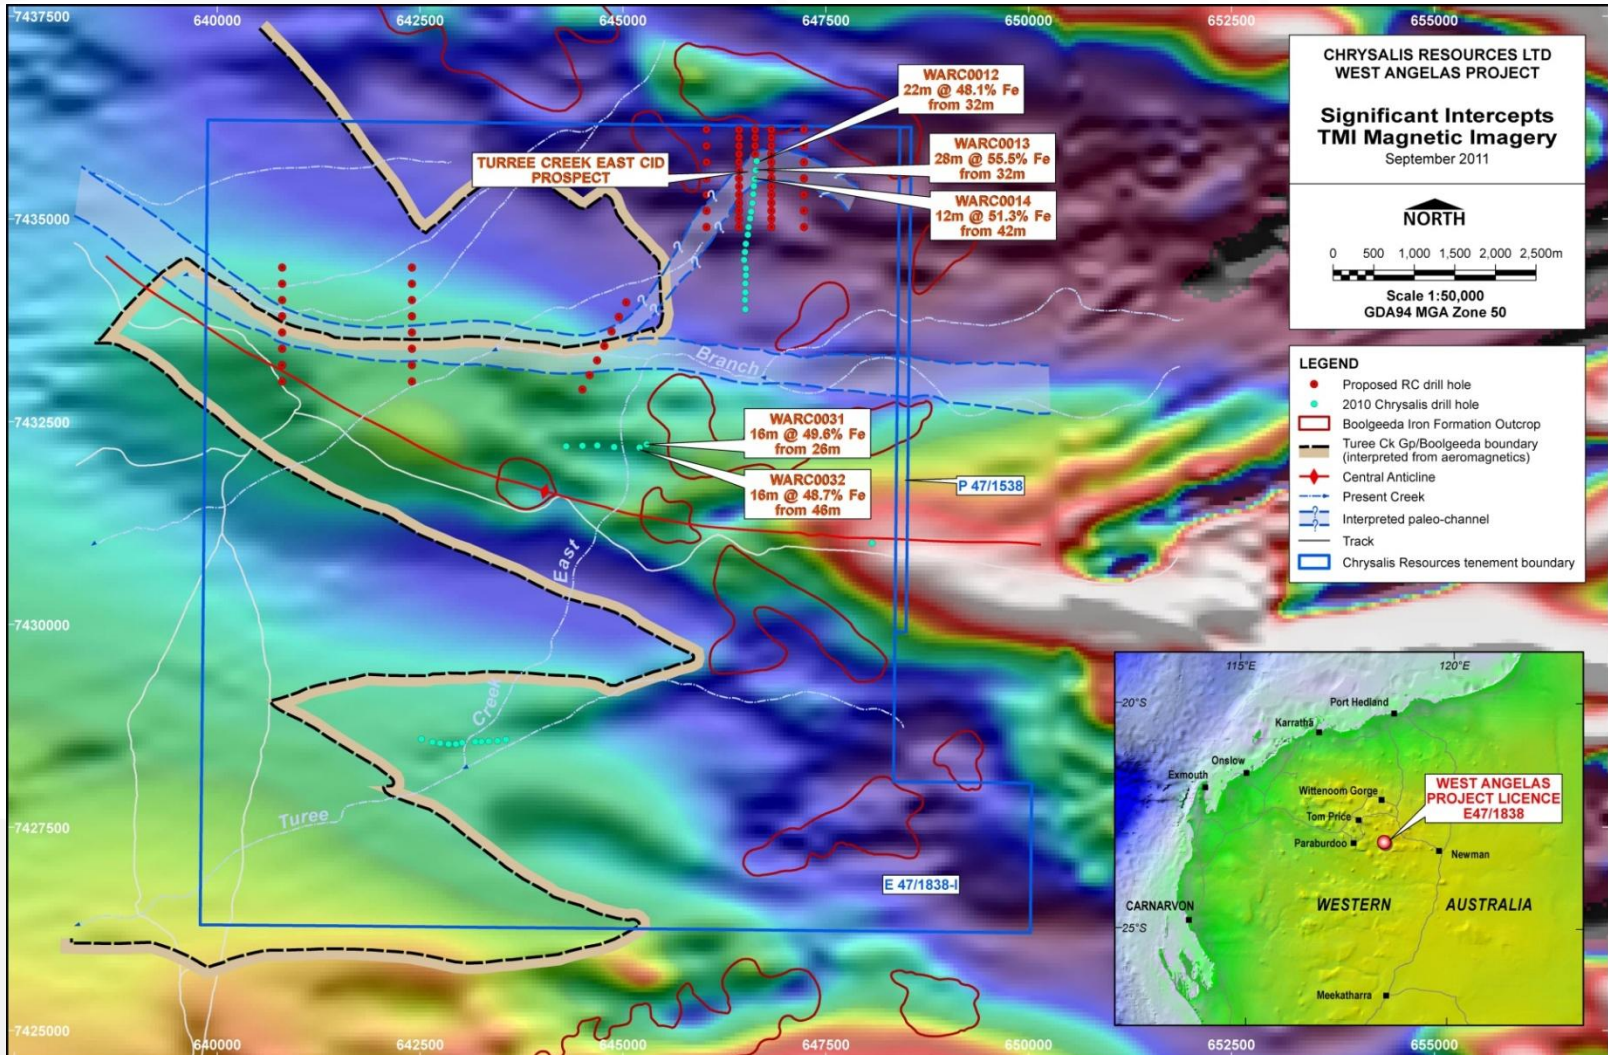 7437500
640000
642500
645000
647500
650000
652500
655000
CHRYSALIS RESOURCES LTD
WEST ANGELAS PROJECT
Significant Intercepts
TMI Magnetic Imagery
September 2011
NORTH
0 500 1,000 1,500 2,000 2,500m
Scale 1:50,000
GDA94 MGA Zone 50
WARC0012
22m @ 48.1% Fe
from 32m
WARC0013
28m @ 55.5% Fe
from 32m
WARC0014
12m @ 51.3% Fe
from 42m
TURREE CREEK EAST CID
PROSPECT
7435000
?
?
?
?
?
?
?
Branch
LEGEND
Proposed RC drill hole
2010 Chrysalis drill hole
Boolgeeda Iron Formation Outcrop
Turee Ck Gp/Boolgeeda boundary
(interpreted from aeromagnetics)
Central Anticline
Present Creek
?
?
Interpreted paleo-channel
Track
Chrysalis Resources tenement boundary
7432500
WARC0031
16m @ 49.6% Fe
from 26m
WARC0032
16m @ 48.7% Fe
from 46m
P 47/1538
East
7430000
Creek
Turee
7427500
E 47/1838-I
115°E
120°E
20°S
Port Hedland
Karratha
Onslow
Exmouth
Wittenoom Gorge
Tom Price
Paraburdoo
Newman
WEST ANGELAS
PROJECT LICENCE
E47/1838
CARNARVON
WESTERN AUSTRALIA
25°S
Meekatharra
7425000
640000
642500
645000
647500
650000
652500
655000